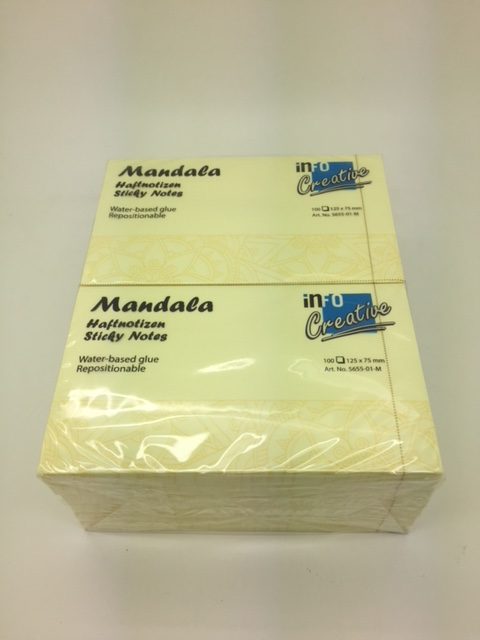 Mandala
Haftnotizen
Sticky Notes
Water-based glue
Repositionable
inFO
Creative
100 125 x 75 mm
Art. No. 5655-01-M
Mandala
Haftnotizen
Sticky Notes
Water-based glue
Repositionable
inFO
Creative
100 125 x 75 mm
Art. No. 5655-01-M